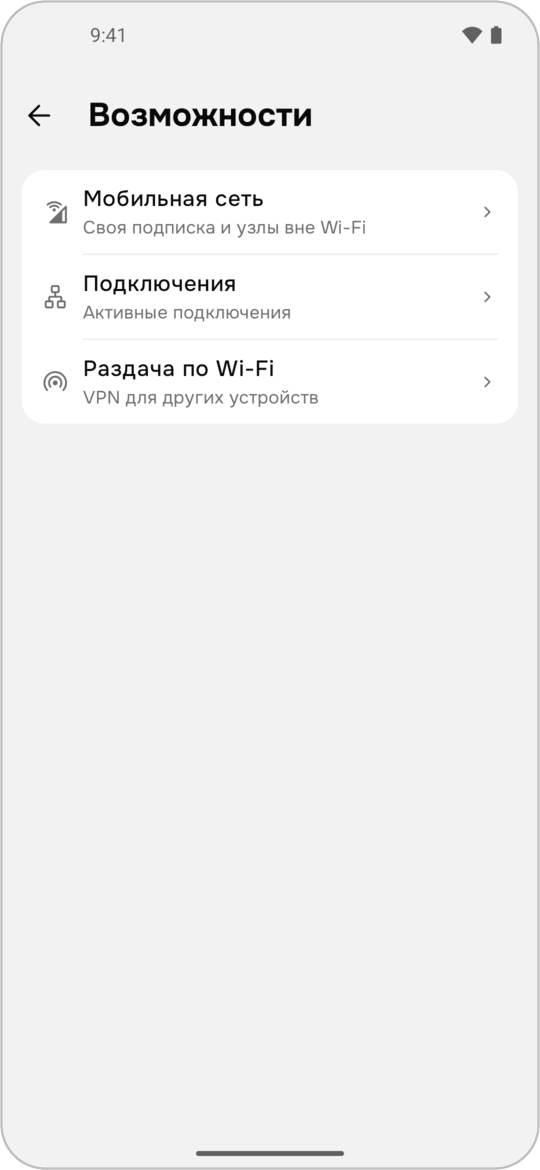 9:41
Возможности
Мобильная сеть
Своя подписка и узлы вне Wi-Fi
Подключения
Активные подключения
Раздача по Wi-Fi
VPN для других устройств